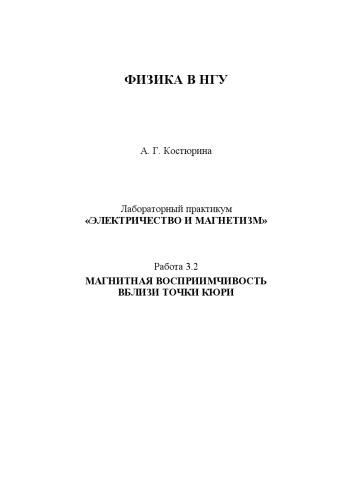 ФИЗИКА В НГУ
А. Г. Костюрина
Лабораторный практикум
«ЭЛЕКТРИЧЕСТВО И МАГНЕТИЗМ»
Работа 3.2
МАГНИТНАЯ ВОСПРИИМЧИВОСТЬ
ВБЛИЗИ ТОЧКИ КЮРИ